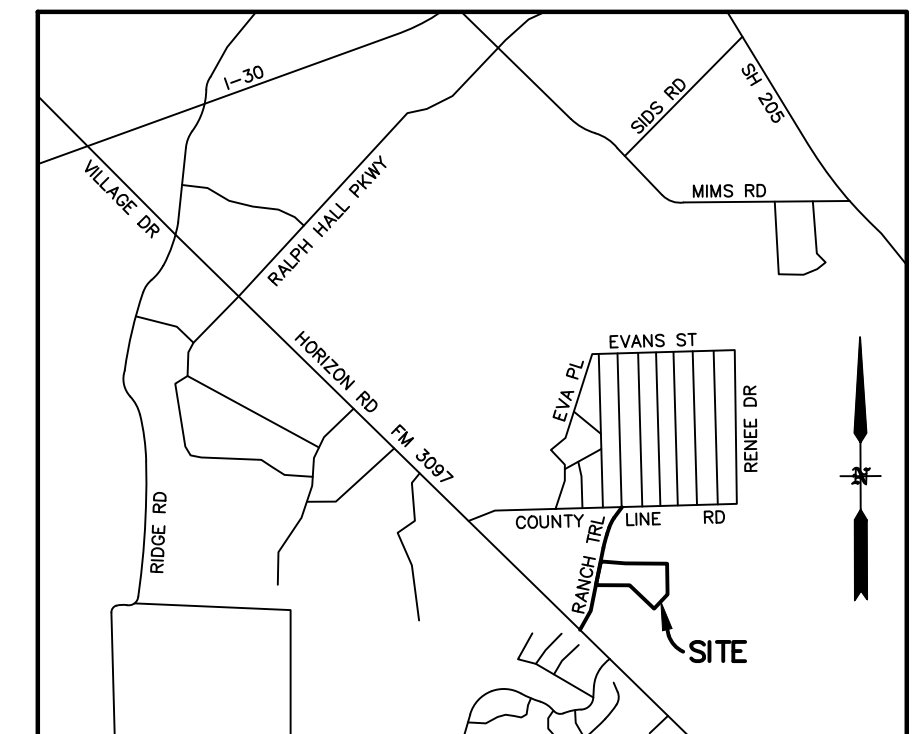 I-30
SIDS RD
SH 205
VILLAGE DR
RALPH HALL PKWY
MIMS RD
HORIZON RD
EVANS ST
EVA PL
RENEE DR
FM 3097
N
RIDGE RD
COUNTY LINE RD
RANCH TRL
SITE